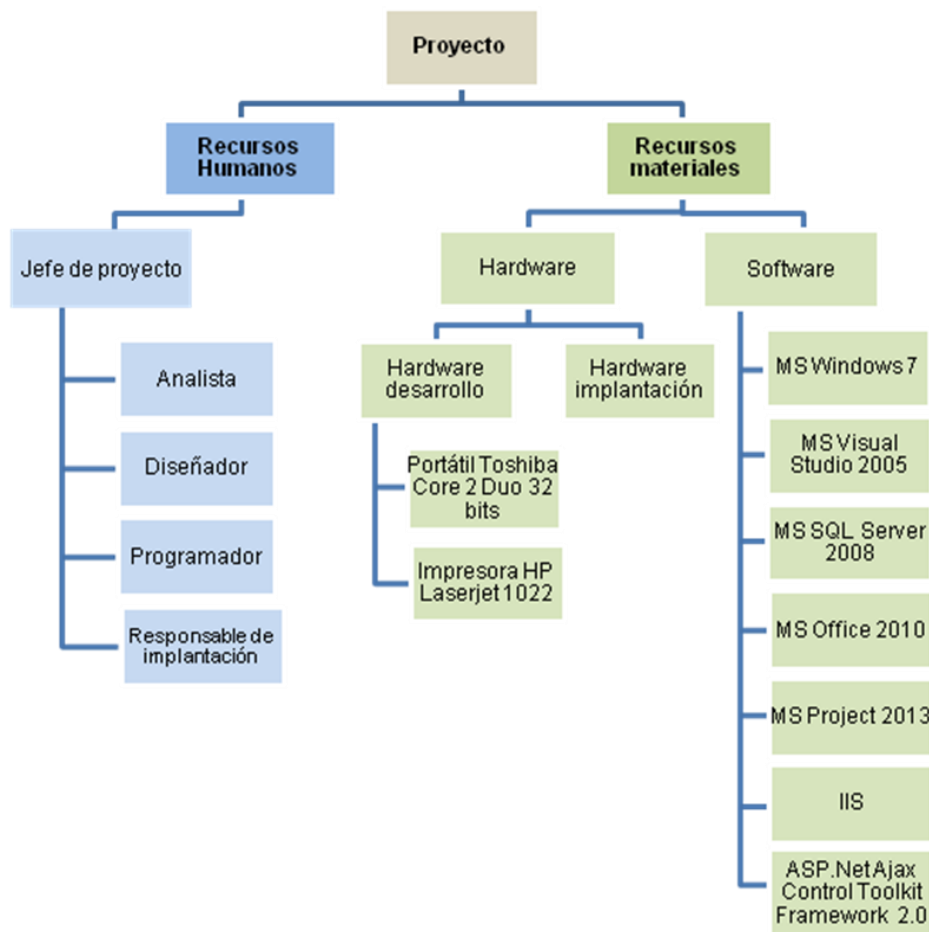 Proyecto
Recursos
Humanos
Recursos
materiales
Jefe de proyecto
Analista
Diseñador
Programador
Responsable de
implantación
Hardware
Hardware
desarrollo
Portátil Toshiba
Core 2 Duo 32
bits
Impresora HP
Laserjet 1022
Hardware
implantación
Software
MS Windows 7
MS Visual
Studio 2005
MS SQL Server
2008
MS Office 2010
MS Project 2013
IIS
ASP.Net Ajax
Control Toolkit
Framework 2.0